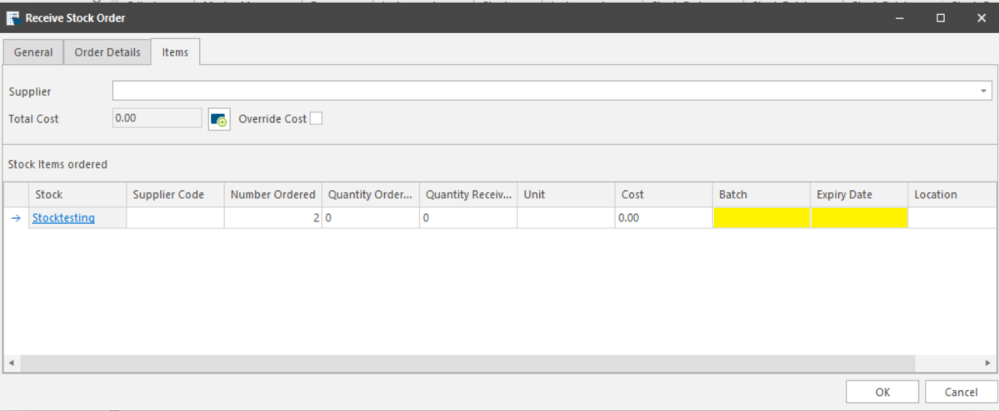 Receive Stock Order
General Order Details Items
Supplier
Total Cost 0.00 Override Cost
Stock Items ordered
Stock Supplier Code Number Ordered Quantity Order... Quantity Receiv... Unit Cost Batch Expiry Date Location
Stocktesting 2 0 0 0.00
OK Cancel